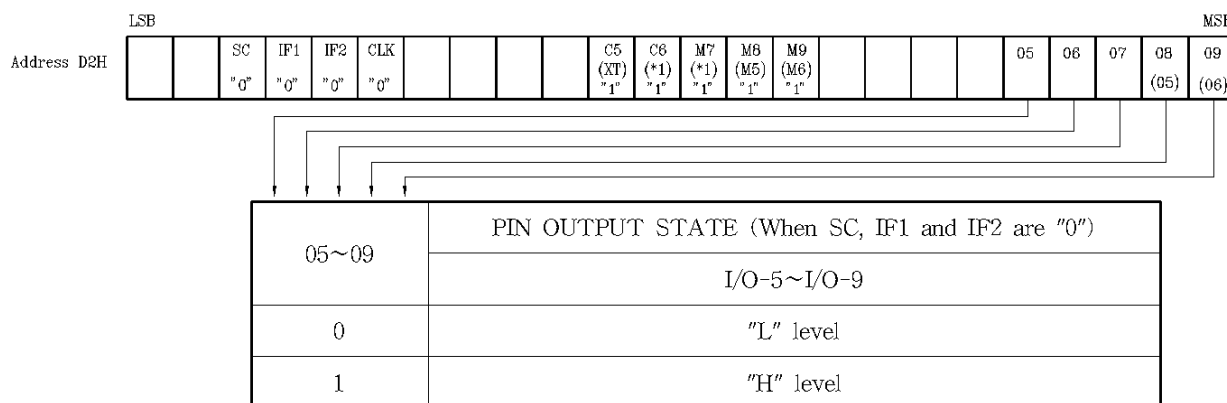 LSB MSB
Address D2H
SC IF1 IF2 CLK C5 C6 M7 M8 M9 05 06 07 08 09
(XT) (*1) (*1) (M5) (M6) (05) (06)
"0" "0" "0" "0" "1" "1" "1" "1" "1"
05~09
PIN OUTPUT STATE (When SC, IF1 and IF2 are "0")
I/O-5~I/O-9
0 "L" level
1 "H" level